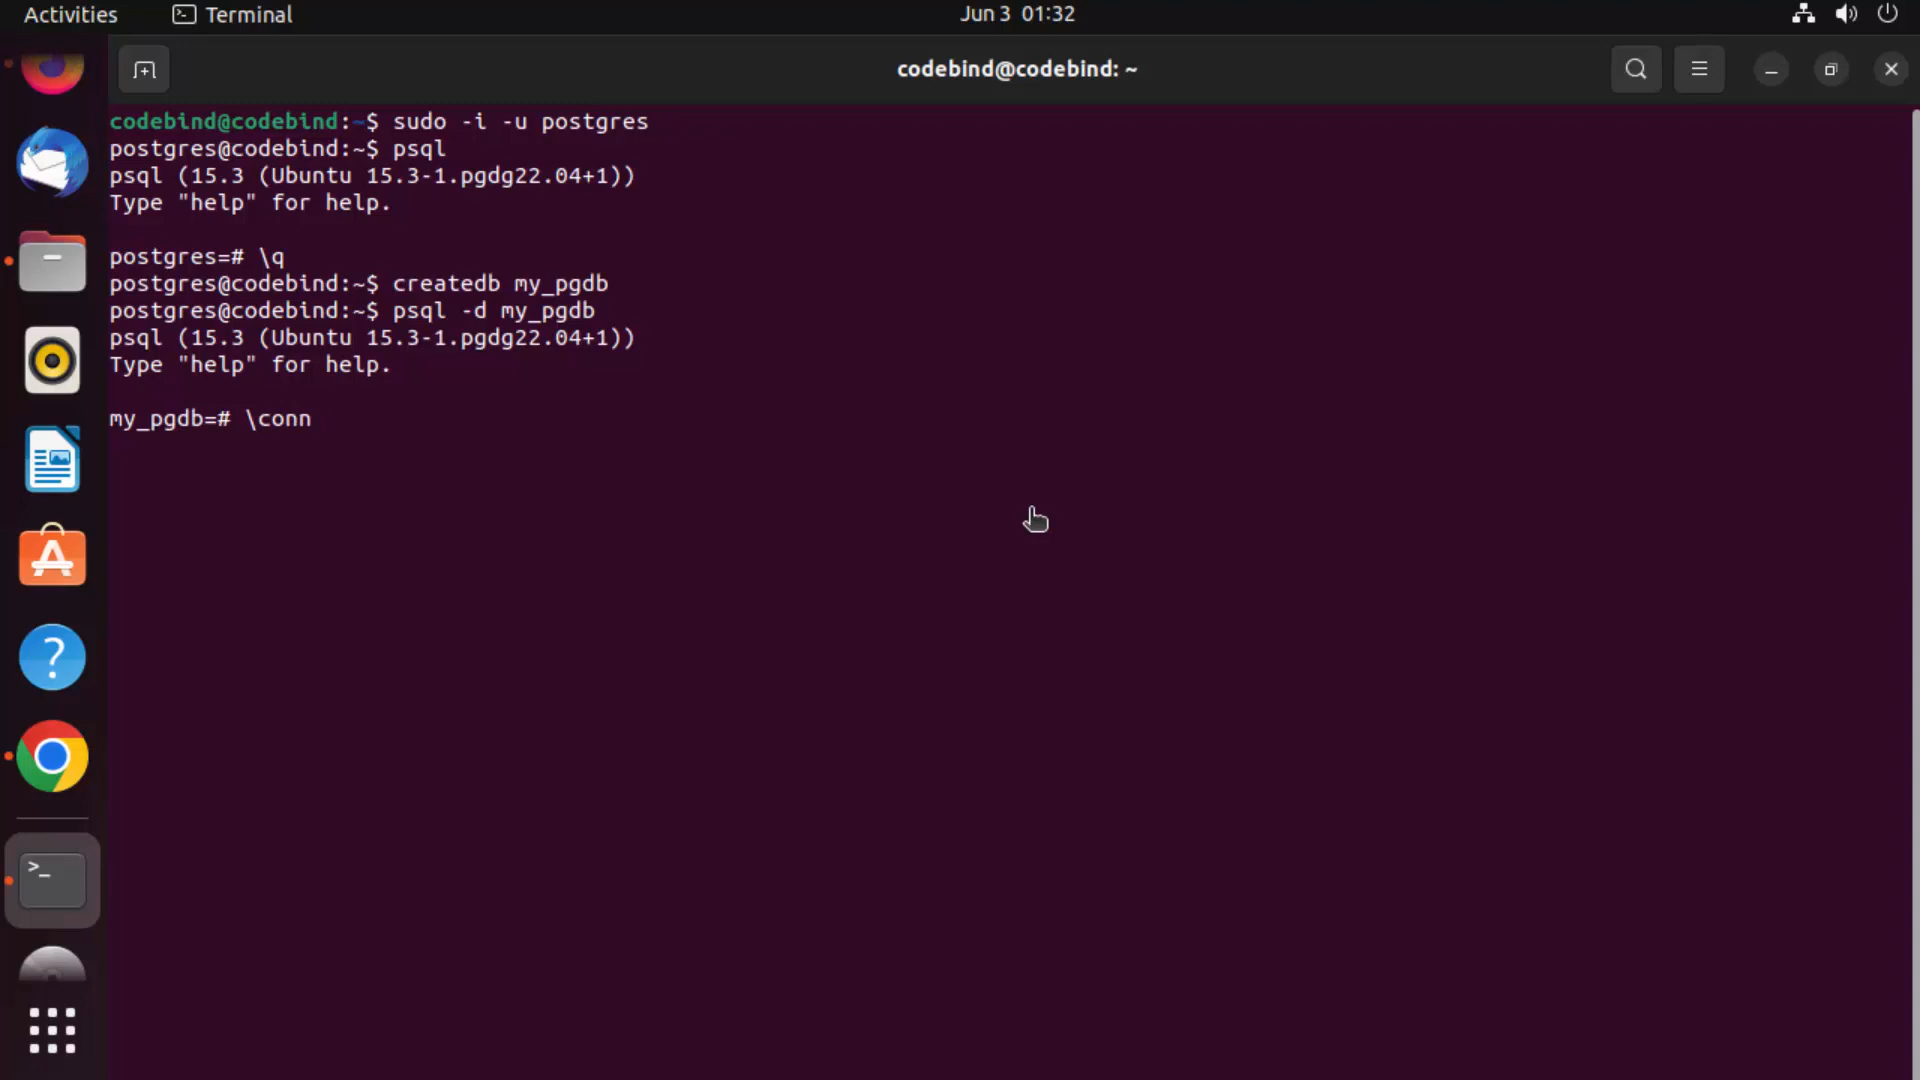 Activities Terminal Jun 3 01:32
codebind@codebind: ~
codebind@codebind:~$ sudo -i -u postgres
postgres@codebind:~$ psql
psql (15.3 (Ubuntu 15.3-1.pgdg22.04+1))
Type "help" for help.
postgres=# \q
postgres@codebind:~$ createdb my_pgdb
postgres@codebind:~$ psql -d my_pgdb
psql (15.3 (Ubuntu 15.3-1.pgdg22.04+1))
Type "help" for help.
my_pgdb=# \conn